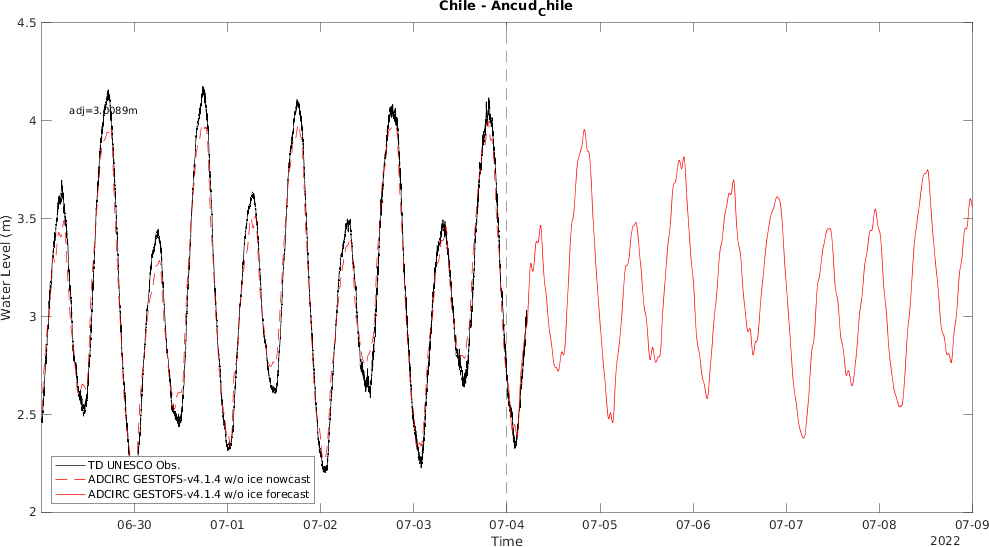 Chile - Ancud_Chile
4.5
4
3.5
3
2.5
2
Water Level (m)
adj=3.0089m
TD UNESCO Obs.
ADCIRC GESTOFS-v4.1.4 w/o ice nowcast
ADCIRC GESTOFS-v4.1.4 w/o ice forecast
06-30 07-01 07-02 07-03 07-04 07-05 07-06 07-07 07-08 07-09
Time
2022